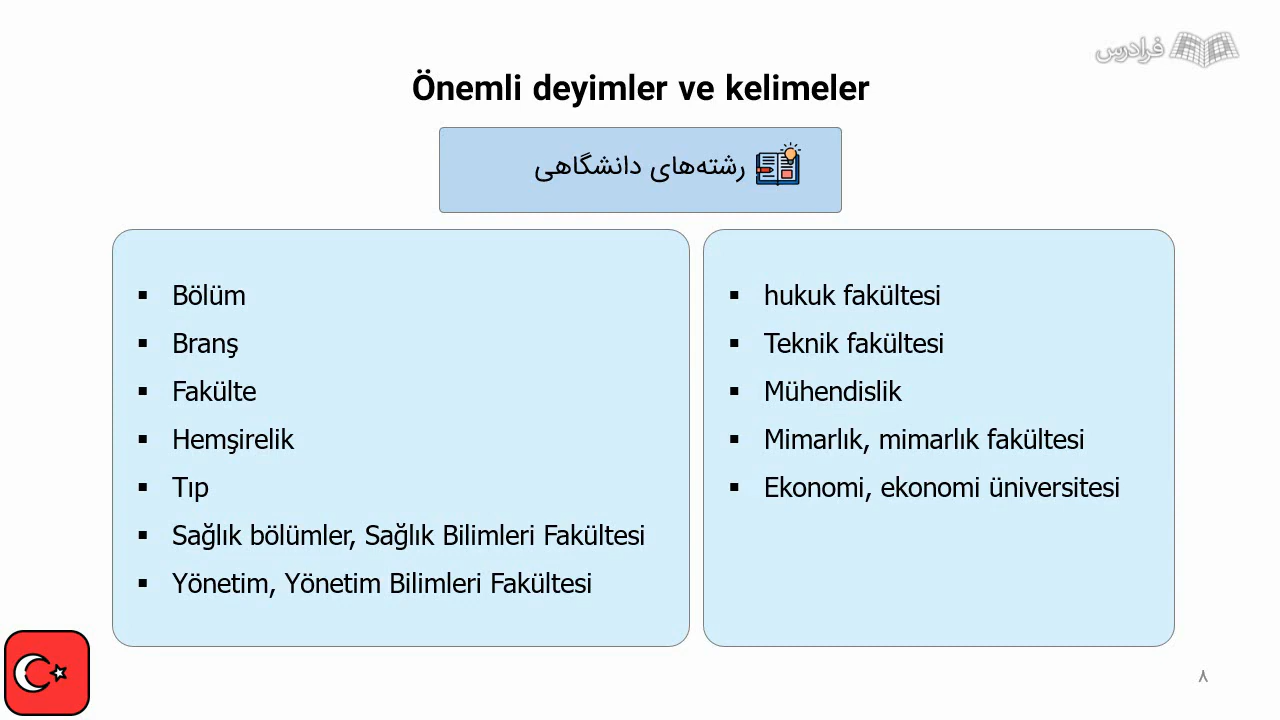 فرادرس
Önemli deyimler ve kelimeler
رشته‌های دانشگاهی
▪ Bölüm
▪ Branş
▪ Fakülte
▪ Hemşirelik
▪ Tıp
▪ Sağlık bölümler, Sağlık Bilimleri Fakültesi
▪ Yönetim, Yönetim Bilimleri Fakültesi
▪ hukuk fakültesi
▪ Teknik fakültesi
▪ Mühendislik
▪ Mimarlık, mimarlık fakültesi
▪ Ekonomi, ekonomi üniversitesi
۸